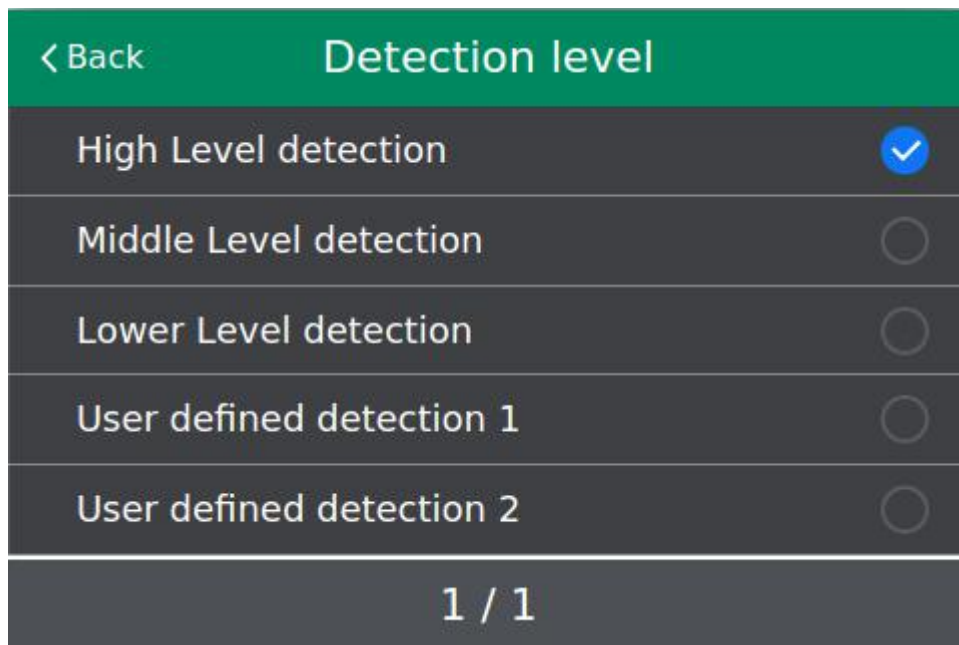 Back Detection level
High Level detection
Middle Level detection
Lower Level detection
User defined detection 1
User defined detection 2
1 / 1